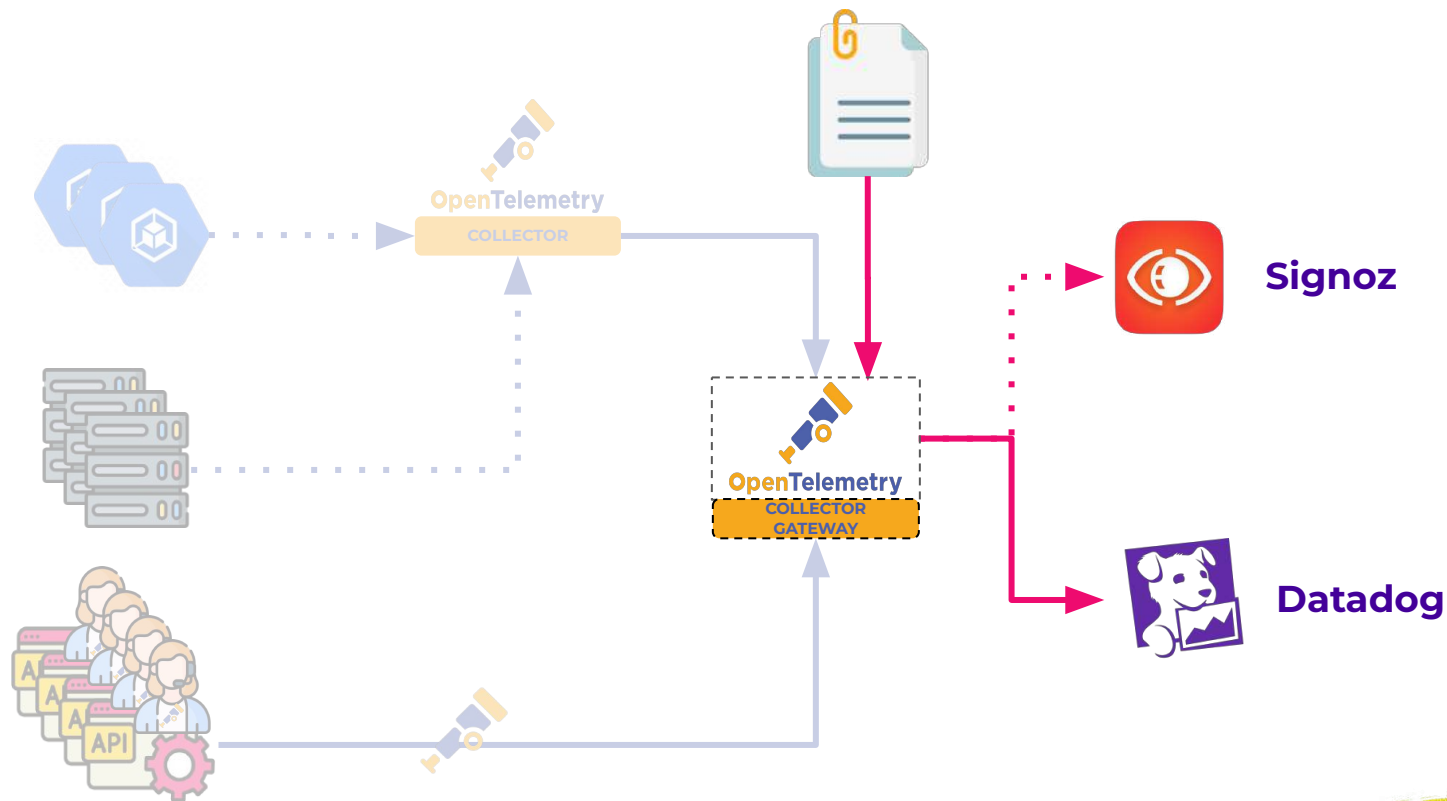 OpenTelemetry
COLLECTOR
Signoz
OpenTelemetry
COLLECTOR
GATEWAY
Datadog
API
A
A
A